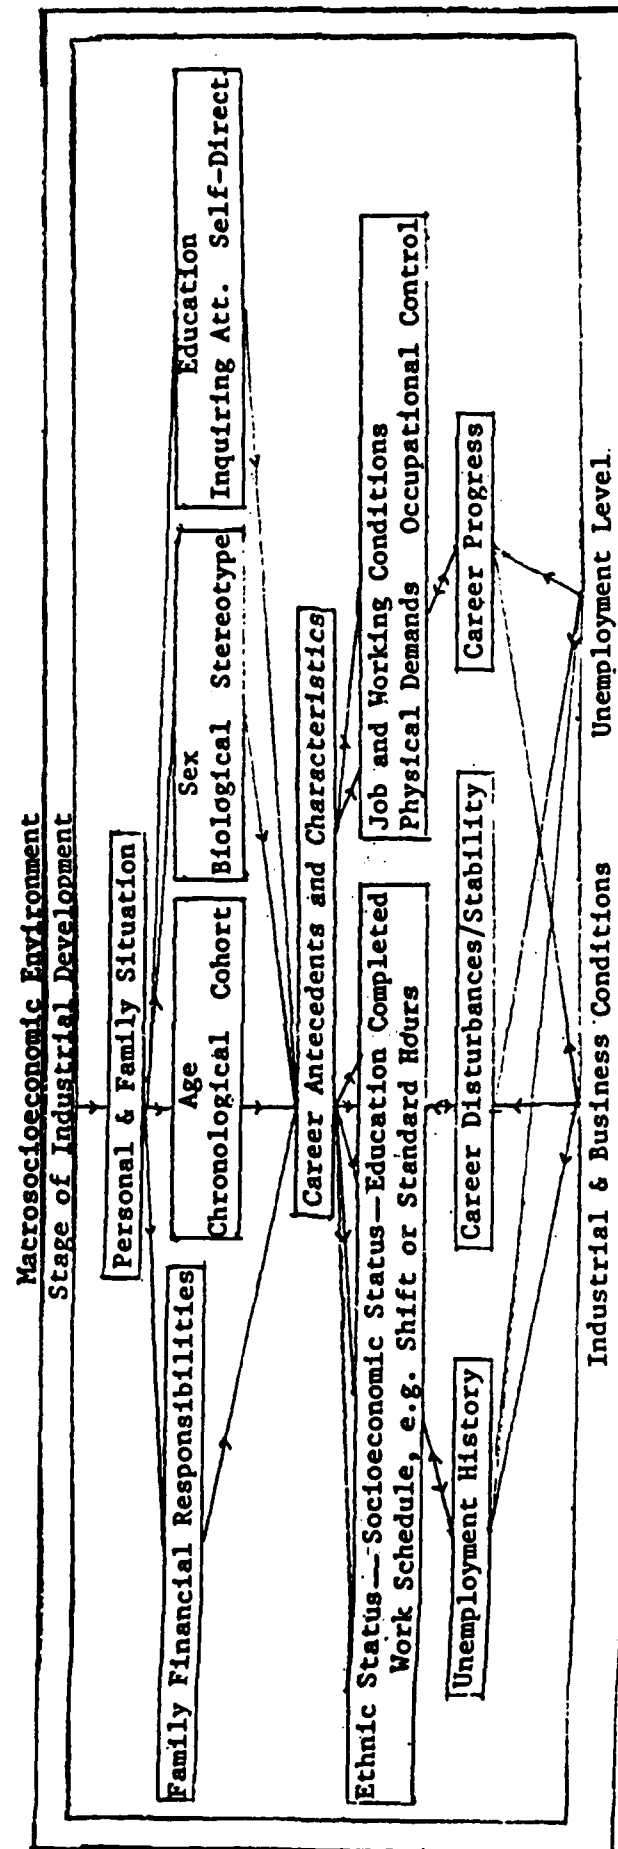 Macrosocioeconomic Environment
Stage of Industrial Development
Personal & Family Situation
Family Financial Responsibilities
Age
Chronological Cohort
Sex
Biological Stereotype
Education
Inquiring Att. Self-Direct.
Career Antecedents and Characteristics
Ethnic Status--Socioeconomic Status-Education Completed
Work Schedule, e.g. Shift or Standard Hours
Job and Working Conditions
Physical Demands Occupational Control
Unemployment History
Career Disturbances/Stability
Career Progress
Industrial & Business Conditions
Unemployment Level